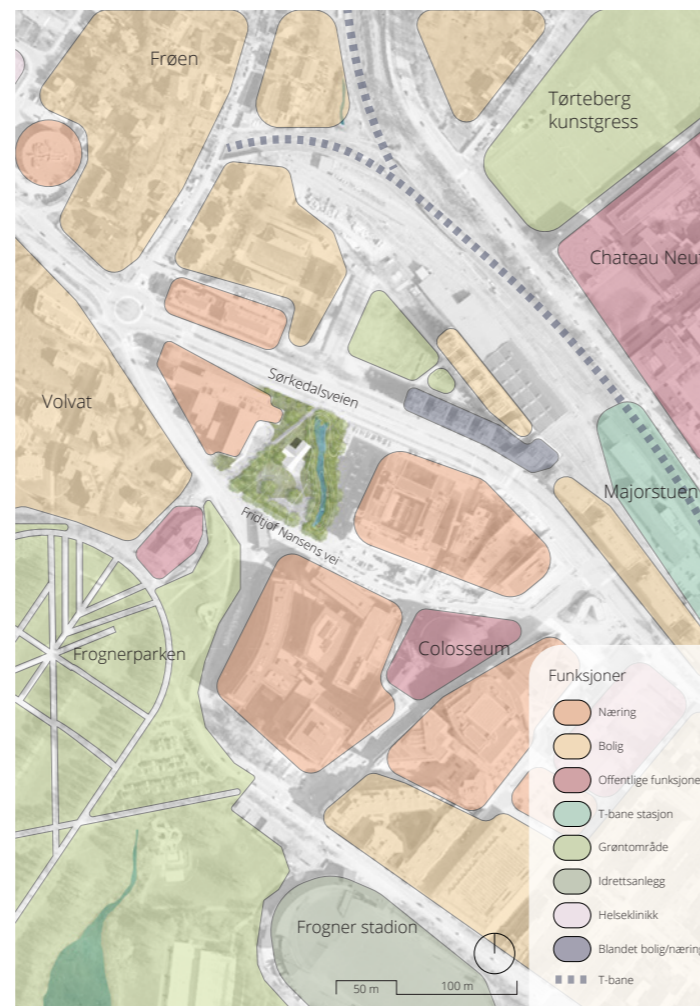 Frøen
Tørteberg
kunstgress
Chateau Neuf
Sørkedalsveien
Volvat
Majorstuen
Fridtjof Nansens vei
Colosseum
Frognerparken
Funksjoner
Næring
Bolig
Offentlige funksjone
T-bane stasjon
Grøntområde
Idrettsanlegg
Helseklinikk
Blandet bolig/næring
T-bane
Frogner stadion
50 m
100 m